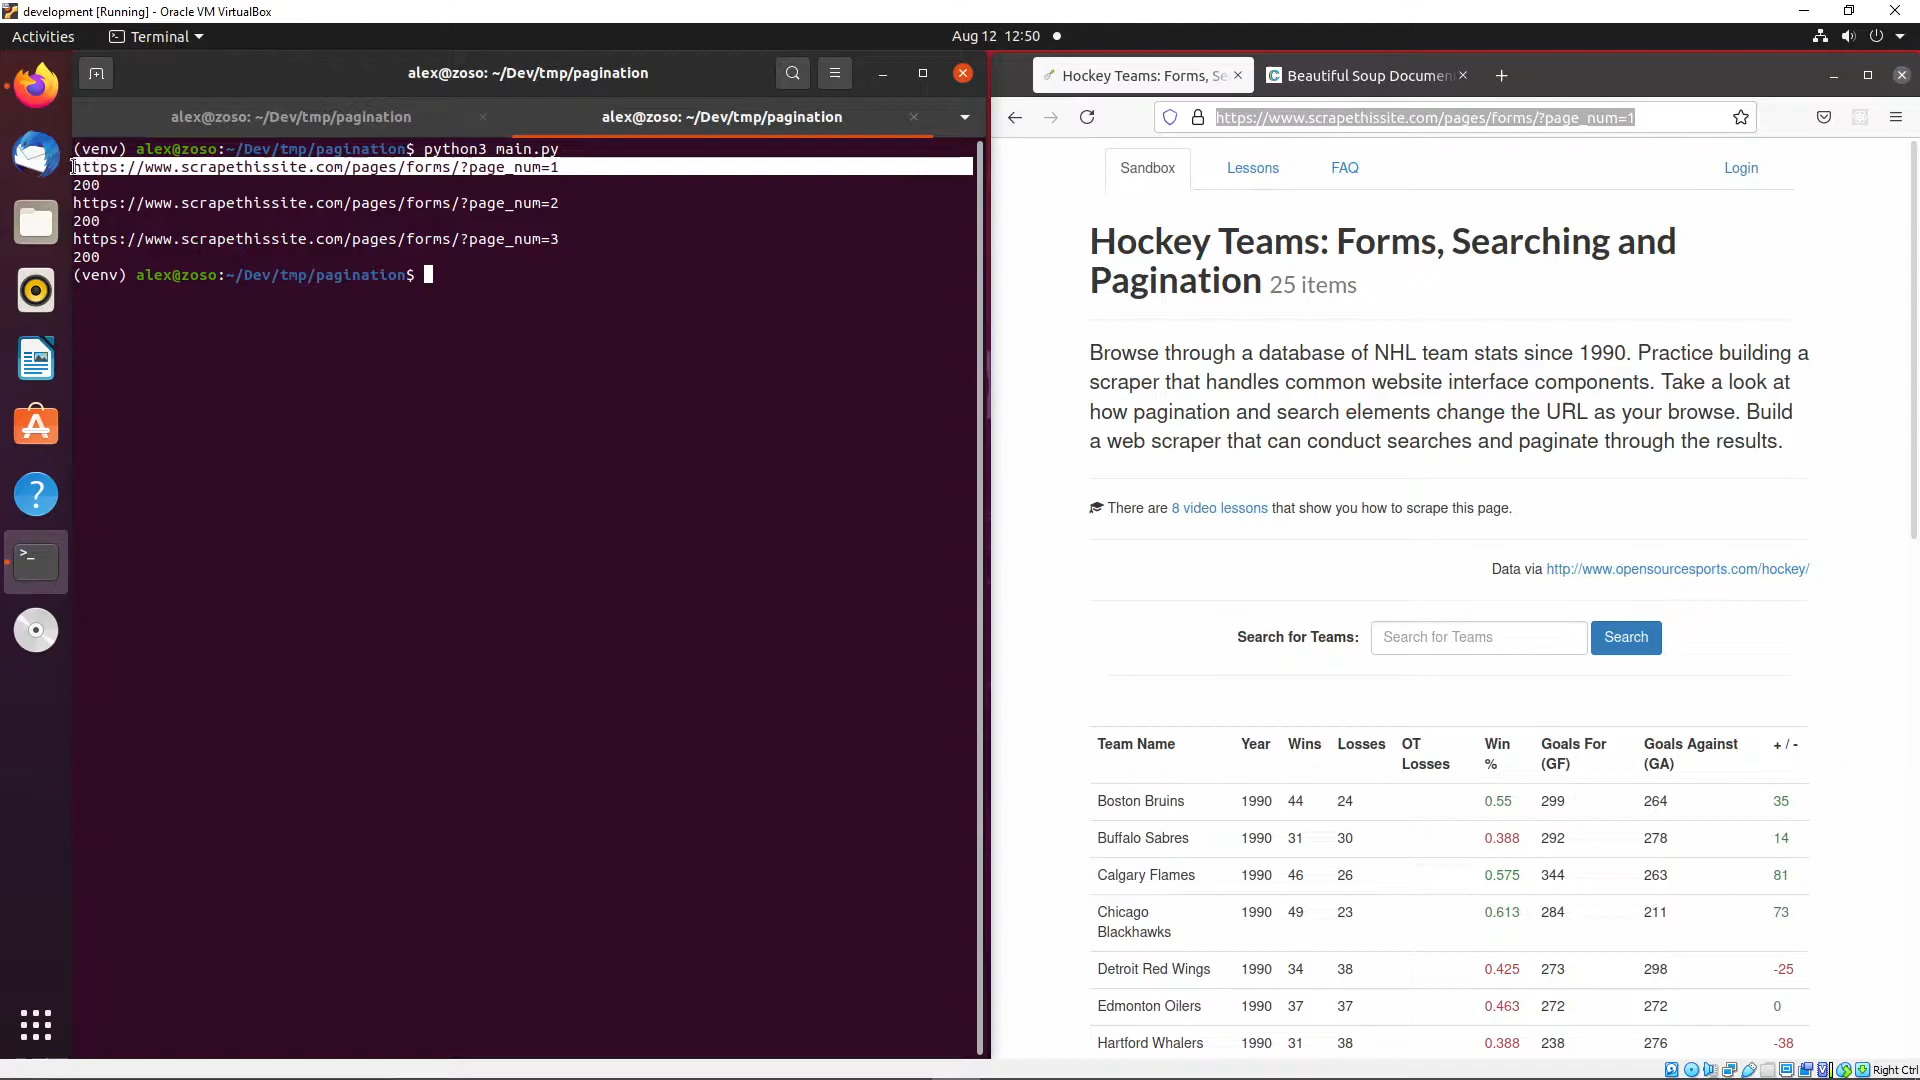 development [Running] - Oracle VM VirtualBox
Activities
Terminal
Aug 12 12:50
alex@zoso: ~/Dev/tmp/pagination
alex@zoso: ~/Dev/tmp/pagination
alex@zoso: ~/Dev/tmp/pagination
(venv) alex@zoso:~/Dev/tmp/pagination$ python3 main.py
https://www.scrapethissite.com/pages/forms/?page_num=1
200
https://www.scrapethissite.com/pages/forms/?page_num=2
200
https://www.scrapethissite.com/pages/forms/?page_num=3
200
(venv) alex@zoso:~/Dev/tmp/pagination$
Hockey Teams: Forms, Se
Beautiful Soup Documen
https://www.scrapethissite.com/pages/forms/?page_num=1
Sandbox
Lessons
FAQ
Login
Hockey Teams: Forms, Searching and
Pagination 25 items
Browse through a database of NHL team stats since 1990. Practice building a
scraper that handles common website interface components. Take a look at
how pagination and search elements change the URL as your browse. Build
a web scraper that can conduct searches and paginate through the results.
There are 8 video lessons that show you how to scrape this page.
Data via http://www.opensourcesports.com/hockey/
Search for Teams: Search for Teams Search
Team Name Year Wins Losses OT Losses Win % Goals For (GF) Goals Against (GA) + / -
Boston Bruins 1990 44 24 0.55 299 264 35
Buffalo Sabres 1990 31 30 0.388 292 278 14
Calgary Flames 1990 46 26 0.575 344 263 81
Chicago Blackhawks 1990 49 23 0.613 284 211 73
Detroit Red Wings 1990 34 38 0.425 273 298 -25
Edmonton Oilers 1990 37 37 0.463 272 272 0
Hartford Whalers 1990 31 38 0.388 238 276 -38
Right Ctrl